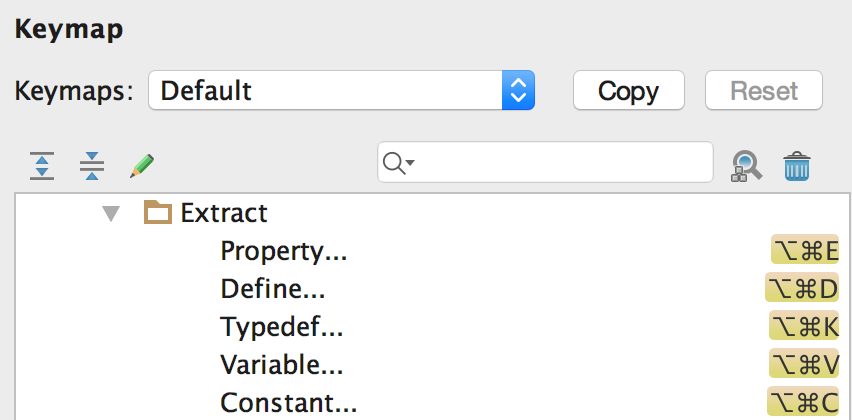 Keymap
Keymaps: Default Copy Reset
Extract
Property... ⌥⌘E
Define... ⌥⌘D
Typedef... ⌥⌘K
Variable... ⌥⌘V
Constant... ⌥⌘C